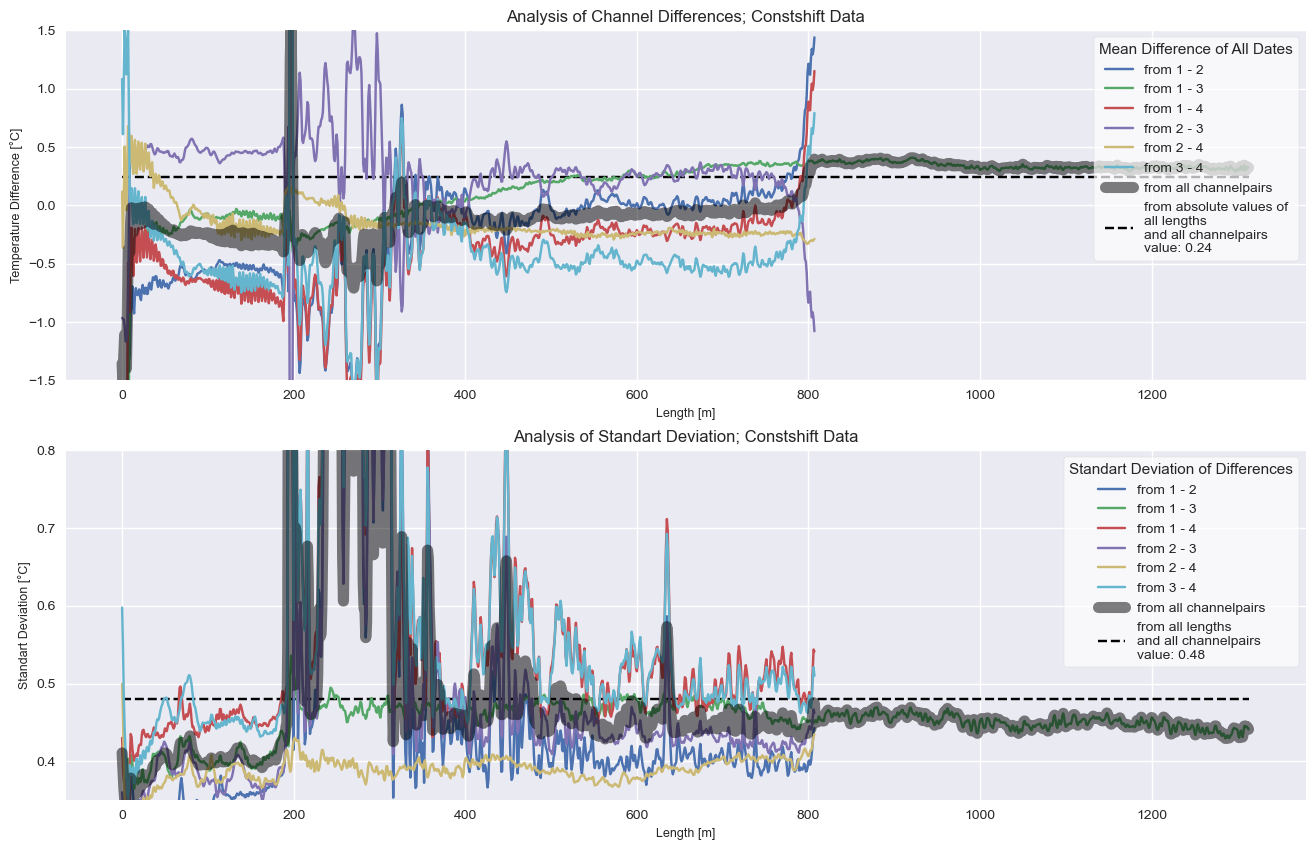 Analysis of Channel Differences; Constshift Data
1.5
1.0
0.5
0.0
−0.5
−1.0
−1.5
Temperature Difference [°C]
Mean Difference of All Dates
from 1 - 2
from 1 - 3
from 1 - 4
from 2 - 3
from 2 - 4
from 3 - 4
from all channelpairs
from absolute values of
all lengths
and all channelpairs
value: 0.24
0 200 400 600 800 1000 1200
Length [m]
Analysis of Standart Deviation; Constshift Data
0.8
0.7
0.6
0.5
0.4
Standart Deviation [°C]
Standart Deviation of Differences
from 1 - 2
from 1 - 3
from 1 - 4
from 2 - 3
from 2 - 4
from 3 - 4
from all channelpairs
from all lengths
and all channelpairs
value: 0.48
0 200 400 600 800 1000 1200
Length [m]